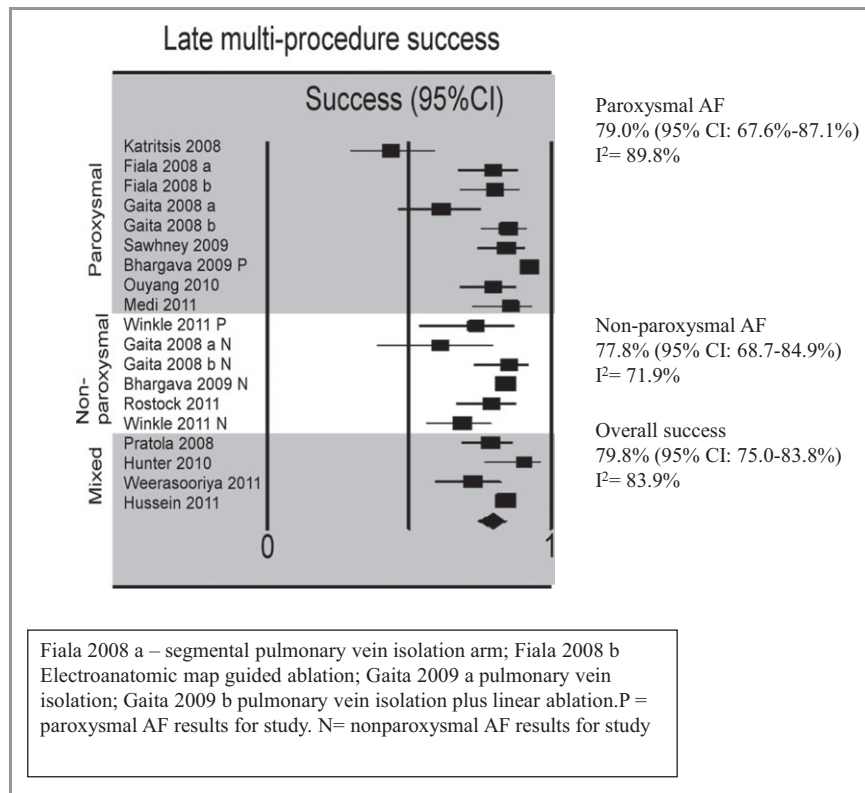 Late multi-procedure success
Success (95%CI)
Paroxysmal
Katritsis 2008
Fiala 2008 a
Fiala 2008 b
Gaita 2008 a
Gaita 2008 b
Sawhney 2009
Bhargava 2009 P
Ouyang 2010
Medi 2011
Non-
paroxysmal
Winkle 2011 P
Gaita 2008 a N
Gaita 2008 b N
Bhargava 2009 N
Rostock 2011
Winkle 2011 N
Mixed
Pratola 2008
Hunter 2010
Weerasooriya 2011
Hussein 2011
0 1
Paroxysmal AF
79.0% (95% CI: 67.6%-87.1%)
I²= 89.8%
Non-paroxysmal AF
77.8% (95% CI: 68.7-84.9%)
I²= 71.9%
Overall success
79.8% (95% CI: 75.0-83.8%)
I²= 83.9%
Fiala 2008 a – segmental pulmonary vein isolation arm; Fiala 2008 b
Electroanatomic map guided ablation; Gaita 2009 a pulmonary vein
isolation; Gaita 2009 b pulmonary vein isolation plus linear ablation.P =
paroxysmal AF results for study. N= nonparoxysmal AF results for study